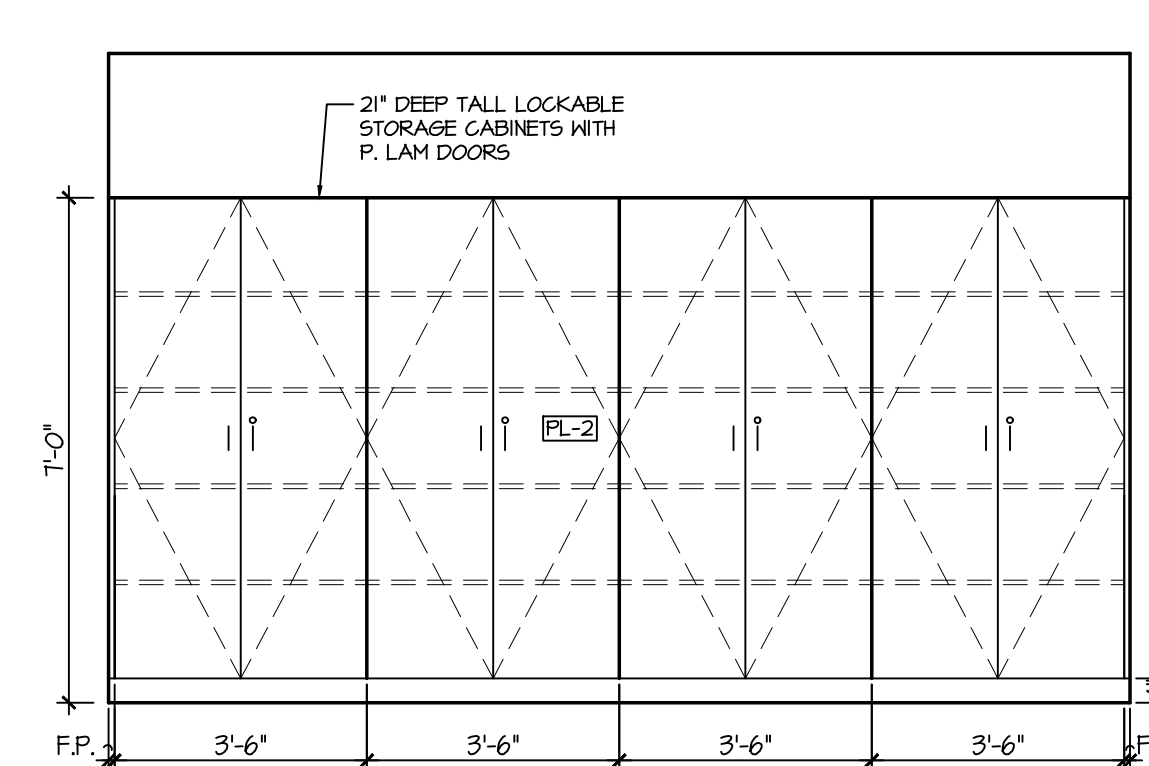 21" DEEP TALL LOCKABLE
STORAGE CABINETS WITH
P. LAM DOORS
PL-2
7'-0"
F.P.
3'-6"
3'-6"
3'-6"
3'-6"
F